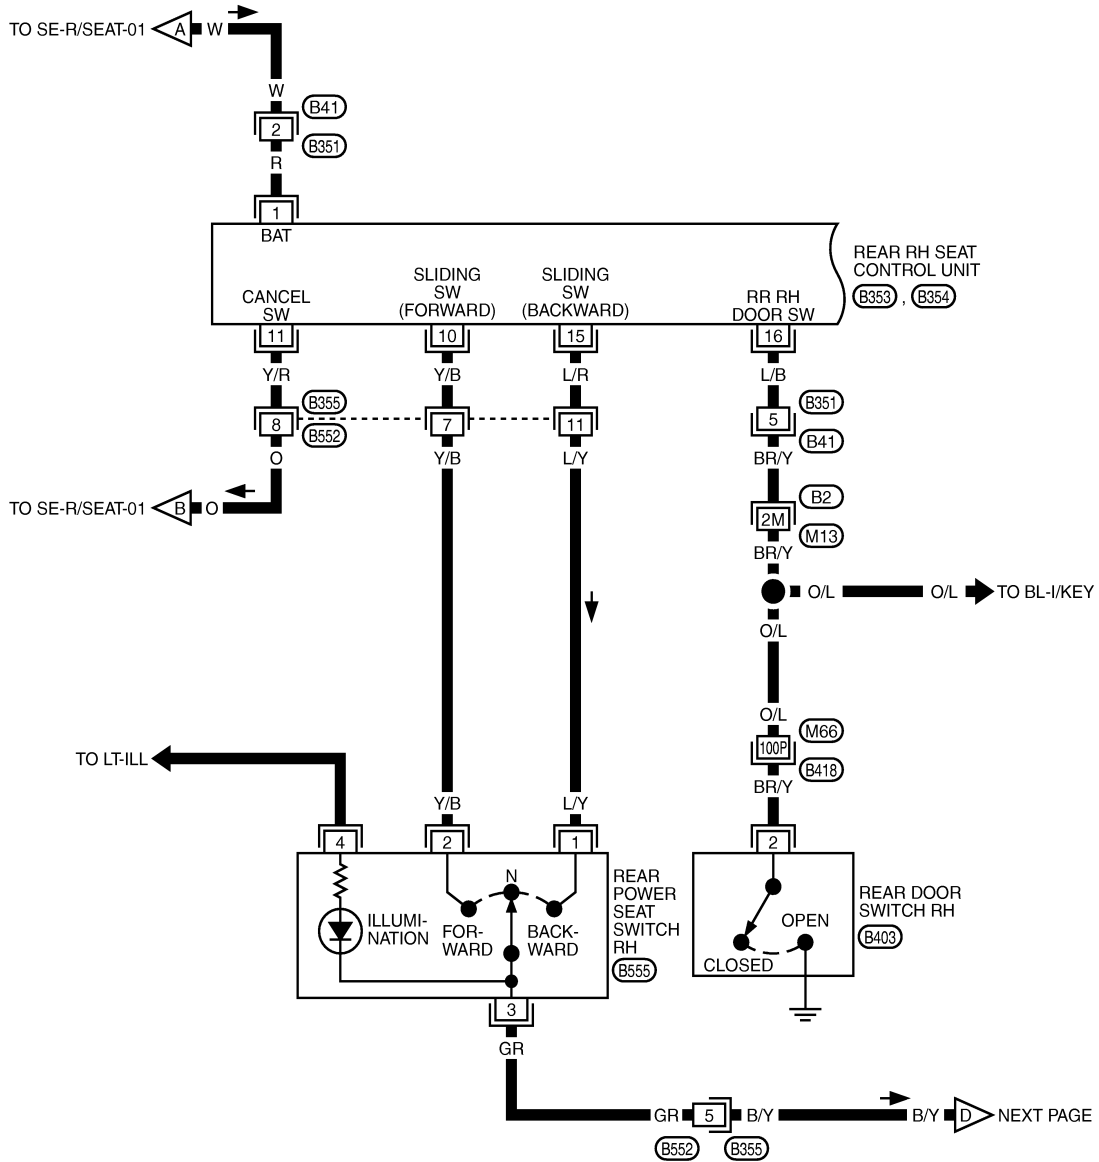 TO SE-R/SEAT-01 A W
W
B41
2
B351
R
1
BAT
REAR RH SEAT
CONTROL UNIT
B353 , B354
CANCEL
SW
SLIDING
SW
(FORWARD)
SLIDING
SW
(BACKWARD)
RR RH
DOOR SW
11 10 15 16
Y/R Y/B L/R L/B
B355
8 7 11
B552
B351
5
B41
O Y/B L/Y BR/Y
TO SE-R/SEAT-01 B O
B2
2M
M13
BR/Y
O/L O/L TO BL-I/KEY
O/L
O/L
M66
100P
B418
BR/Y
TO LT-ILL
Y/B L/Y
4 2 1 2
ILLUMI-
NATION
N
FOR-
WARD
BACK-
WARD
REAR
POWER
SEAT
SWITCH
RH
B555
OPEN
CLOSED
REAR DOOR
SWITCH RH
B403
3
GR
GR 5 B/Y B/Y D NEXT PAGE
B552 B355